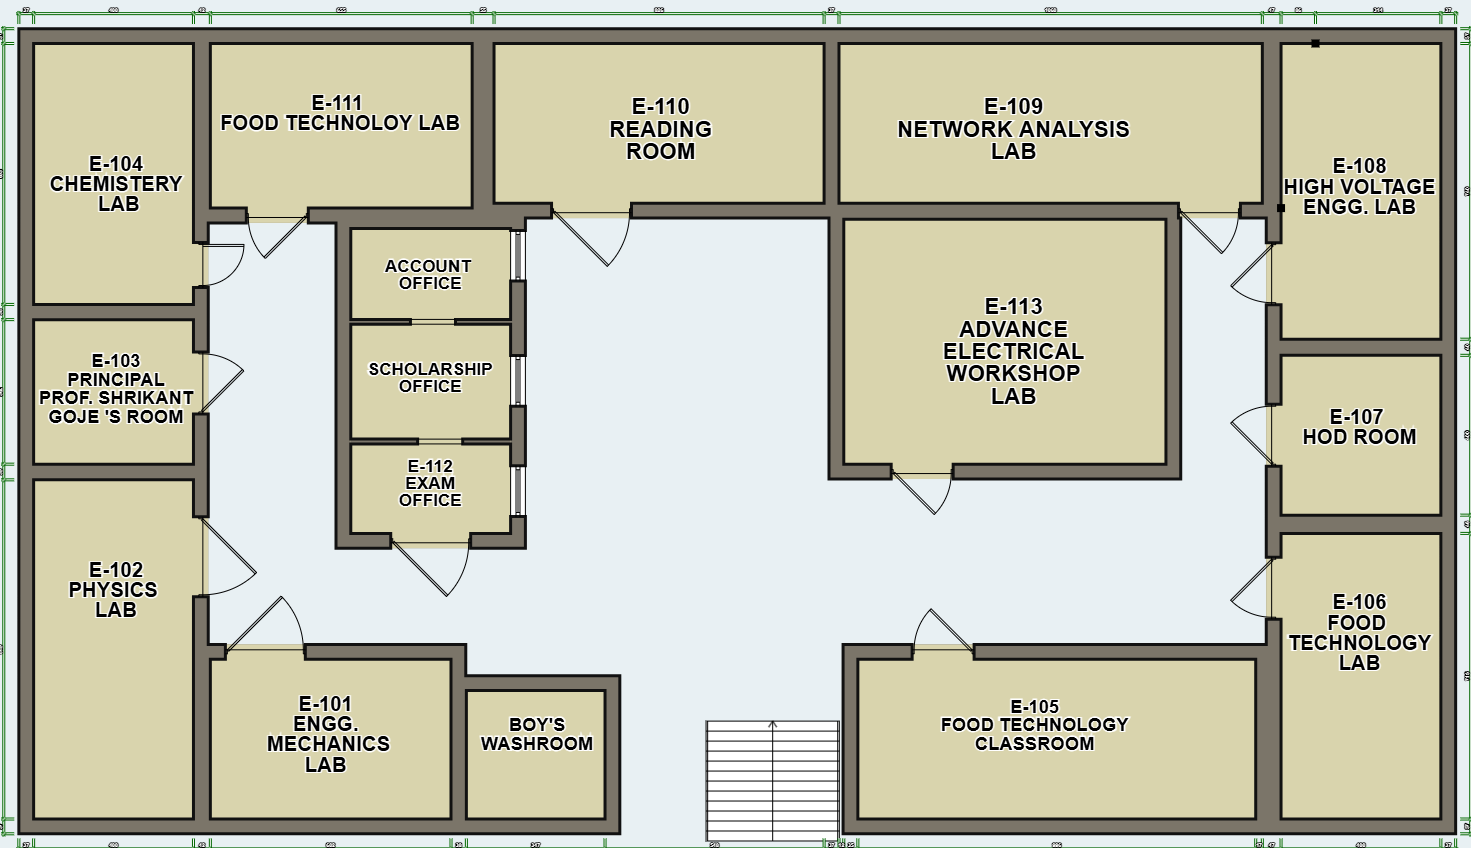 E-111
FOOD TECHNOLOY LAB
E-110
READING
ROOM
E-109
NETWORK ANALYSIS
LAB
E-104
CHEMISTERY
LAB
E-108
HIGH VOLTAGE
ENGG. LAB
ACCOUNT
OFFICE
E-113
ADVANCE
ELECTRICAL
WORKSHOP
LAB
E-103
PRINCIPAL
PROF. SHRIKANT
GOJE 'S ROOM
SCHOLARSHIP
OFFICE
E-107
HOD ROOM
E-112
EXAM
OFFICE
E-102
PHYSICS
LAB
E-106
FOOD
TECHNOLOGY
LAB
E-101
ENGG.
MECHANICS
LAB
BOY'S
WASHROOM
E-105
FOOD TECHNOLOGY
CLASSROOM